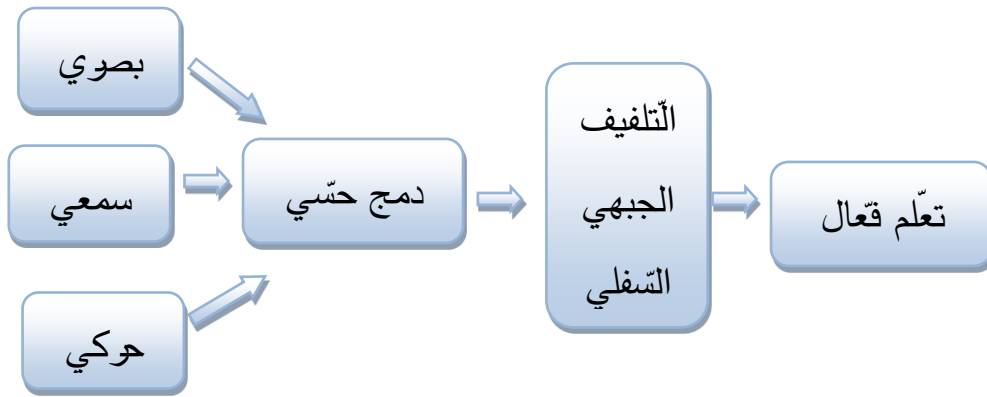 بصري
سمعي
حركي
دمج حسّي
التّلفيف
الجبهي
السّفلي
تعلّم فعّال